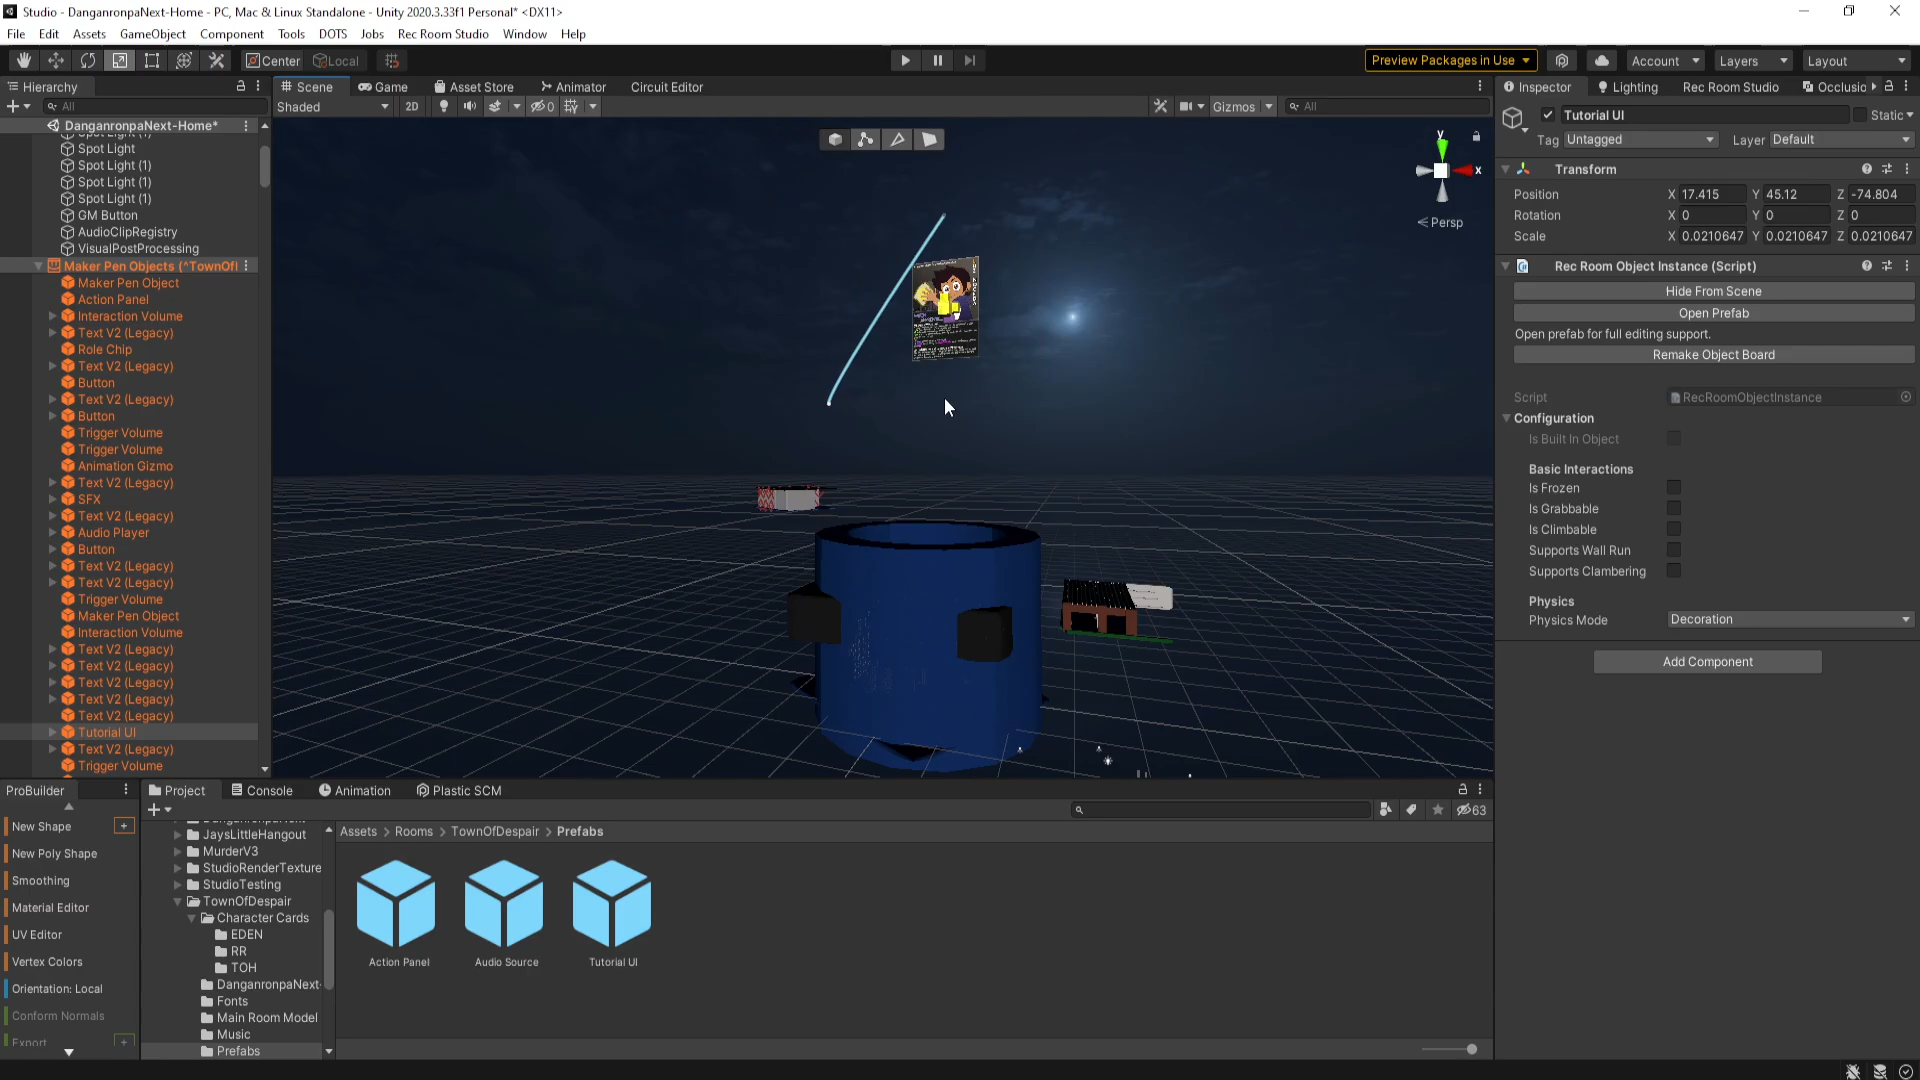 Studio - DanganronpaNext-Home - PC, Mac & Linux Standalone - Unity 2020.3.33f1 Personal* <DX11>
File Edit Assets GameObject Component Tools DOTS Jobs Rec Room Studio Window Help
Center Local Preview Packages in Use Account Layers Layout
Hierarchy
All
DanganronpaNext-Home*
Spot Light (1)
Spot Light
Spot Light (1)
Spot Light (1)
Spot Light (1)
GM Button
AudioClipRegistry
VisualPostProcessing
Maker Pen Objects (^TownOfI
Maker Pen Object
Action Panel
Interaction Volume
Text V2 (Legacy)
Role Chip
Text V2 (Legacy)
Button
Text V2 (Legacy)
Button
Trigger Volume
Trigger Volume
Animation Gizmo
Text V2 (Legacy)
SFX
Text V2 (Legacy)
Audio Player
Button
Text V2 (Legacy)
Text V2 (Legacy)
Trigger Volume
Maker Pen Object
Interaction Volume
Text V2 (Legacy)
Text V2 (Legacy)
Text V2 (Legacy)
Text V2 (Legacy)
Text V2 (Legacy)
Tutorial UI
Text V2 (Legacy)
Trigger Volume
Scene Game Asset Store Animator Circuit Editor
Shaded 2D 0 Gizmos All
y
x
Persp
Inspector Lighting Rec Room Studio Occlusio
Tutorial UI Static
Tag Untagged Layer Default
Transform
Position X 17.415 Y 45.12 Z -74.804
Rotation X 0 Y 0 Z 0
Scale X 0.0210647 Y 0.0210647 Z 0.0210647
Rec Room Object Instance (Script)
Hide From Scene
Open Prefab
Open prefab for full editing support.
Remake Object Board
Script RecRoomObjectInstance
Configuration
Is Built In Object
Basic Interactions
Is Frozen
Is Grabbable
Is Climbable
Supports Wall Run
Supports Clambering
Physics
Physics Mode Decoration
Add Component
ProBuilder
New Shape
New Poly Shape
Smoothing
Material Editor
UV Editor
Vertex Colors
Orientation: Local
Conform Normals
Export
Project Console Animation Plastic SCM
63
JaysLittleHangout
MurderV3
StudioRenderTexture
StudioTesting
TownOfDespair
Character Cards
EDEN
RR
TOH
DanganronpaNext
Fonts
Main Room Model
Music
Prefabs
Assets > Rooms > TownOfDespair > Prefabs
Action Panel
Audio Source
Tutorial UI